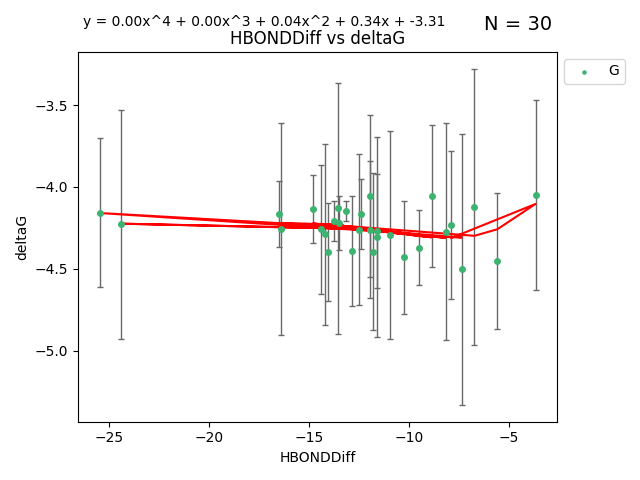 y = 0.00x^4 + 0.00x^3 + 0.04x^2 + 0.34x + -3.31
N = 30
HBONDDiff vs deltaG
G
−3.5
−4.0
−4.5
−5.0
deltaG
−25
−20
−15
−10
−5
HBONDDiff